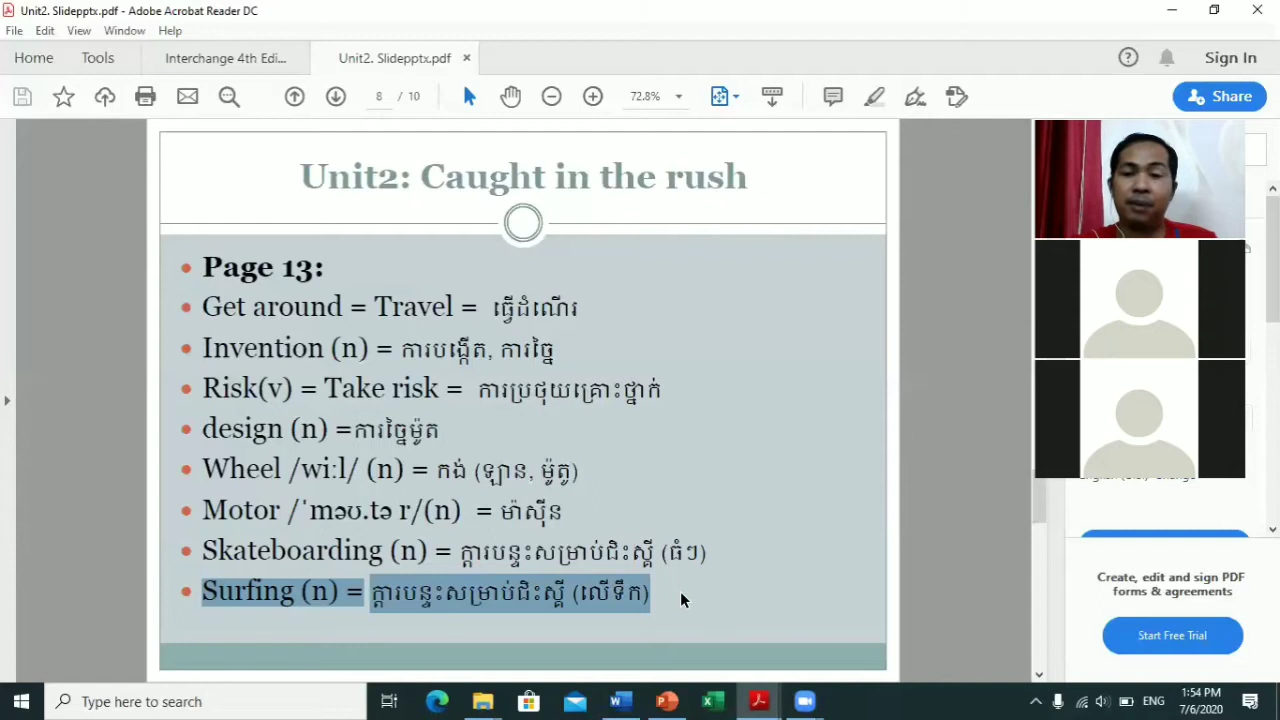 Unit2. Slidepptx.pdf - Adobe Acrobat Reader DC
File Edit View Window Help
Home Tools Interchange 4th Edi... Unit2. Slidepptx.pdf × Sign In
8 / 10 72.8% Share
Unit2: Caught in the rush
Page 13:
Get around = Travel = ធ្វើដំណើរ
Invention (n) = ការបង្កើត, ការច្នៃ
Risk(v) = Take risk = ការប្រថុយគ្រោះថ្នាក់
design (n) =ការច្នៃម៉ូត
Wheel /wiːl/ (n) = កង់ (ឡាន, ម៉ូតូ)
Motor /ˈməʊ.tə r/(n) = ម៉ាស៊ីន
Skateboarding (n) = ក្តារបន្ទះសម្រាប់ជិះស្គី (ធំៗ)
Surfing (n) = ក្តារបន្ទះសម្រាប់ជិះស្គី (លើទឹក)
Create, edit and sign PDF
forms & agreements
Start Free Trial
Type here to search
ENG
1:54 PM
7/6/2020